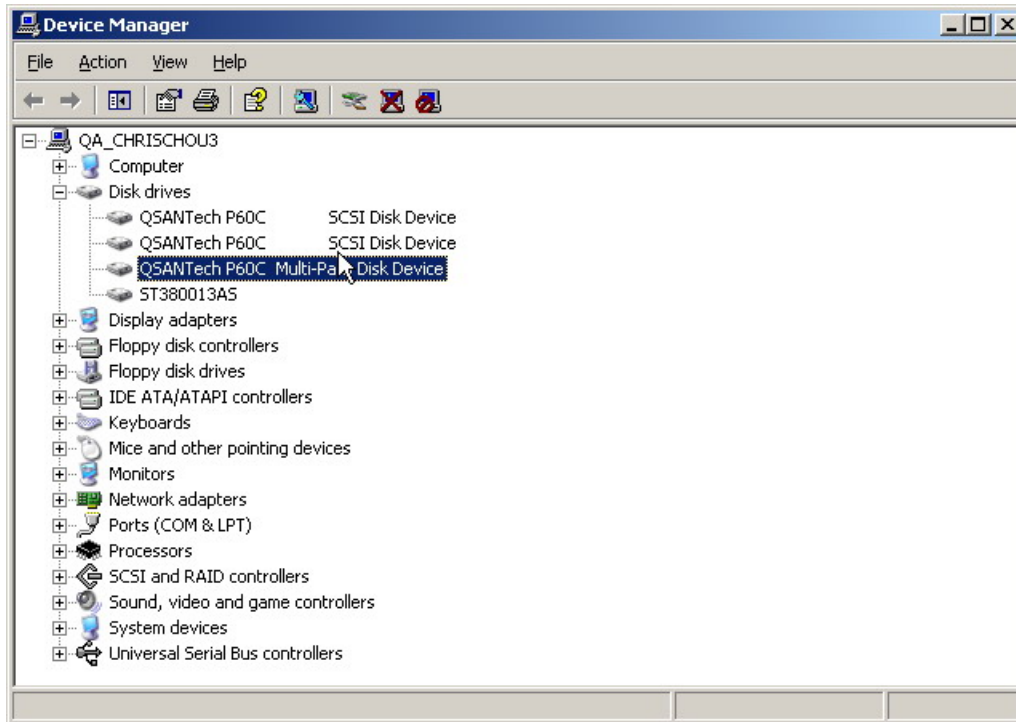 Device Manager
File Action View Help
QA_CHRISCHOU3
Computer
Disk drives
QSANTech P60C SCSI Disk Device
QSANTech P60C SCSI Disk Device
QSANTech P60C Multi-Pa Disk Device
ST380013AS
Display adapters
Floppy disk controllers
Floppy disk drives
IDE ATA/ATAPI controllers
Keyboards
Mice and other pointing devices
Monitors
Network adapters
Ports (COM & LPT)
Processors
SCSI and RAID controllers
Sound, video and game controllers
System devices
Universal Serial Bus controllers